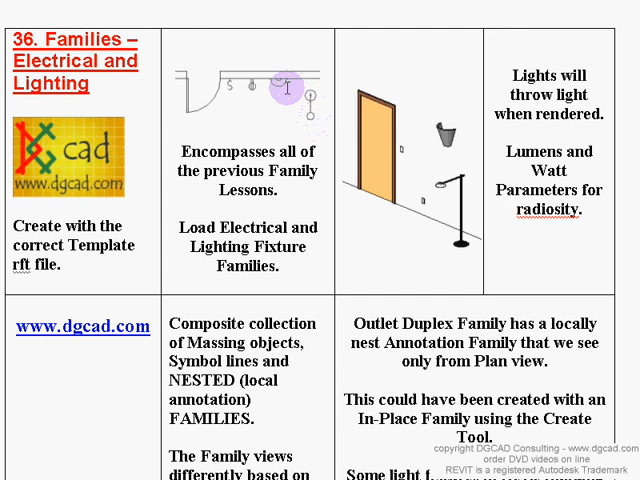 36. Families –
Electrical and
Lighting
cad
www.dgcad.com
Create with the
correct Template
rft file.
S
Encompasses all of
the previous Family
Lessons.
Load Electrical and
Lighting Fixture
Families.
Lights will
throw light
when rendered.
Lumens and
Watt
Parameters for
radiosity.
www.dgcad.com
Composite collection
of Massing objects,
Symbol lines and
NESTED (local
annotation)
FAMILIES.
The Family views
differently based on
Outlet Duplex Family has a locally
nest Annotation Family that we see
only from Plan view.
This could have been created with an
In-Place Family using the Create
Tool.
Some light
copyright DGCAD Consulting - www.dgcad.com
order DVD videos on line
REVIT is a registered Autodesk Trademark